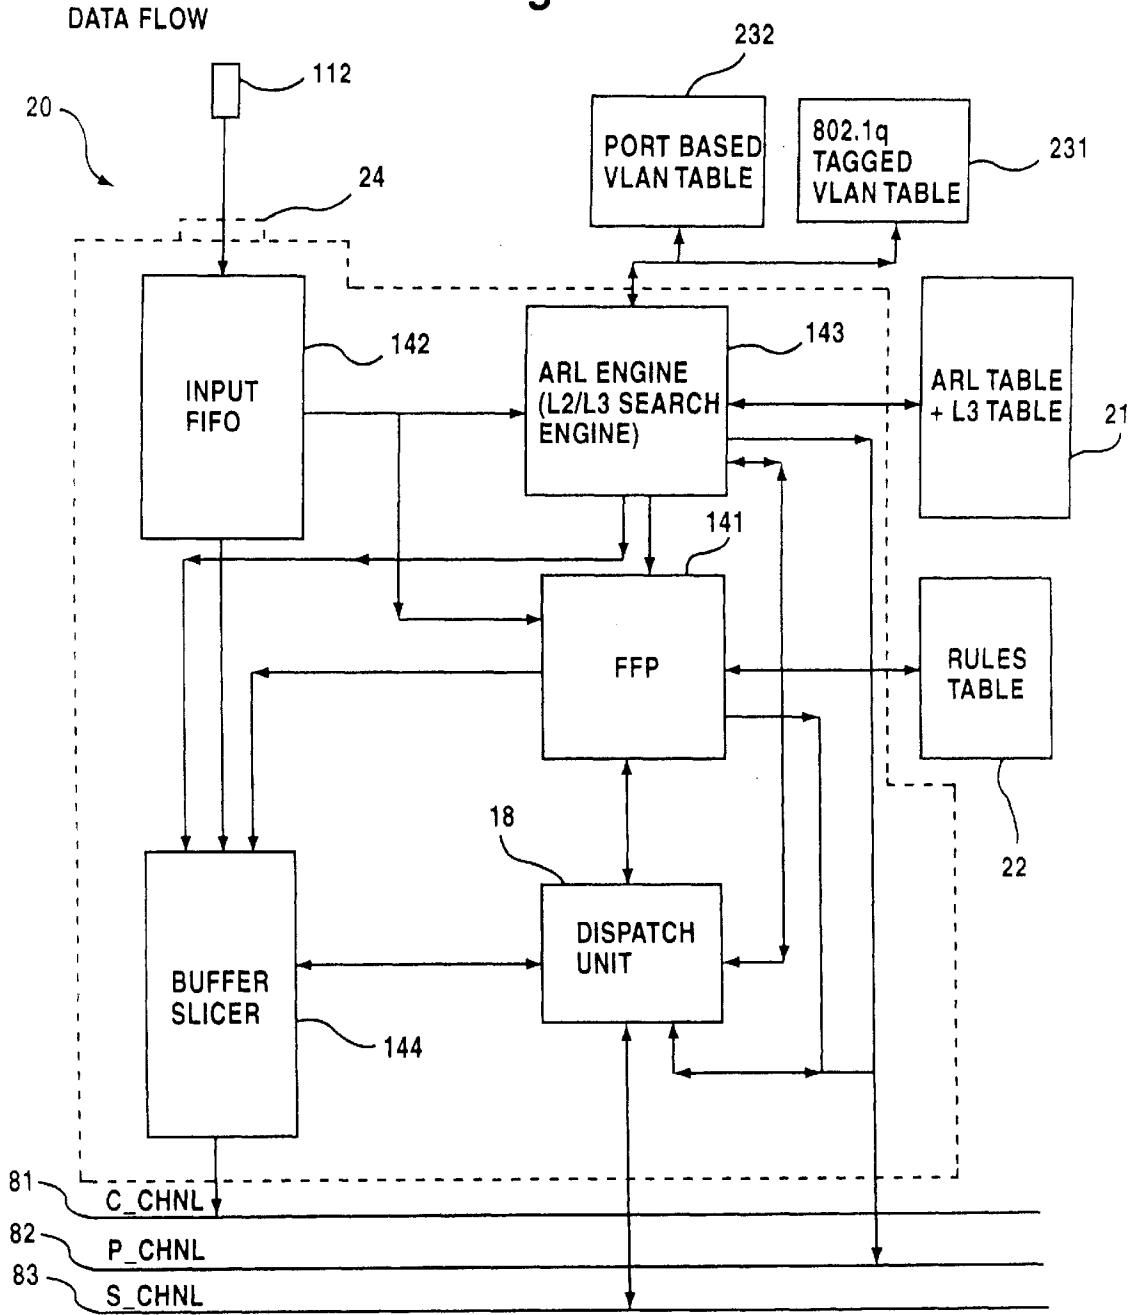 DATA FLOW
232
112
20
PORT BASED
VLAN TABLE
802.1q
TAGGED
VLAN TABLE
231
24
142
143
INPUT
FIFO
ARL ENGINE
(L2/L3 SEARCH
ENGINE)
ARL TABLE
+ L3 TABLE
21
141
FFP
RULES
TABLE
18
22
DISPATCH
UNIT
BUFFER
SLICER
144
81
C_CHNL
82
P_CHNL
83
S_CHNL